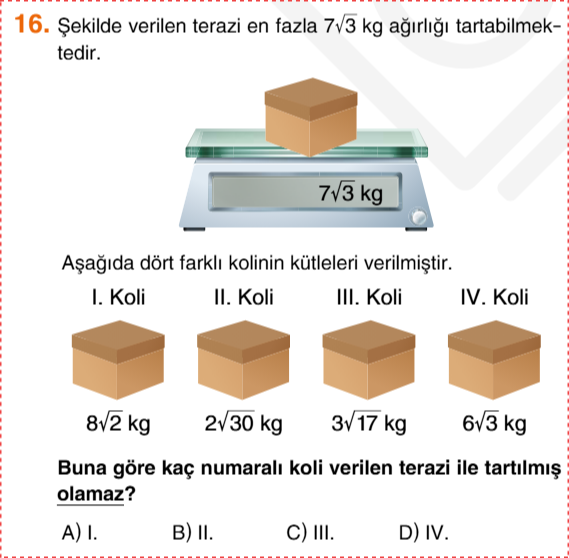 16. Şekilde verilen terazi en fazla 7√3 kg ağırlığı tartabilmek-
tedir.
7√3 kg
Aşağıda dört farklı kolinin kütleleri verilmiştir.
I. Koli II. Koli III. Koli IV. Koli
8√2 kg 2√30 kg 3√17 kg 6√3 kg
Buna göre kaç numaralı koli verilen terazi ile tartılmış
olamaz?
A) I. B) II. C) III. D) IV.